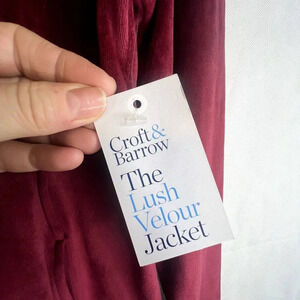 Croft&
Barrow
The
Lush
Velour
Jacket